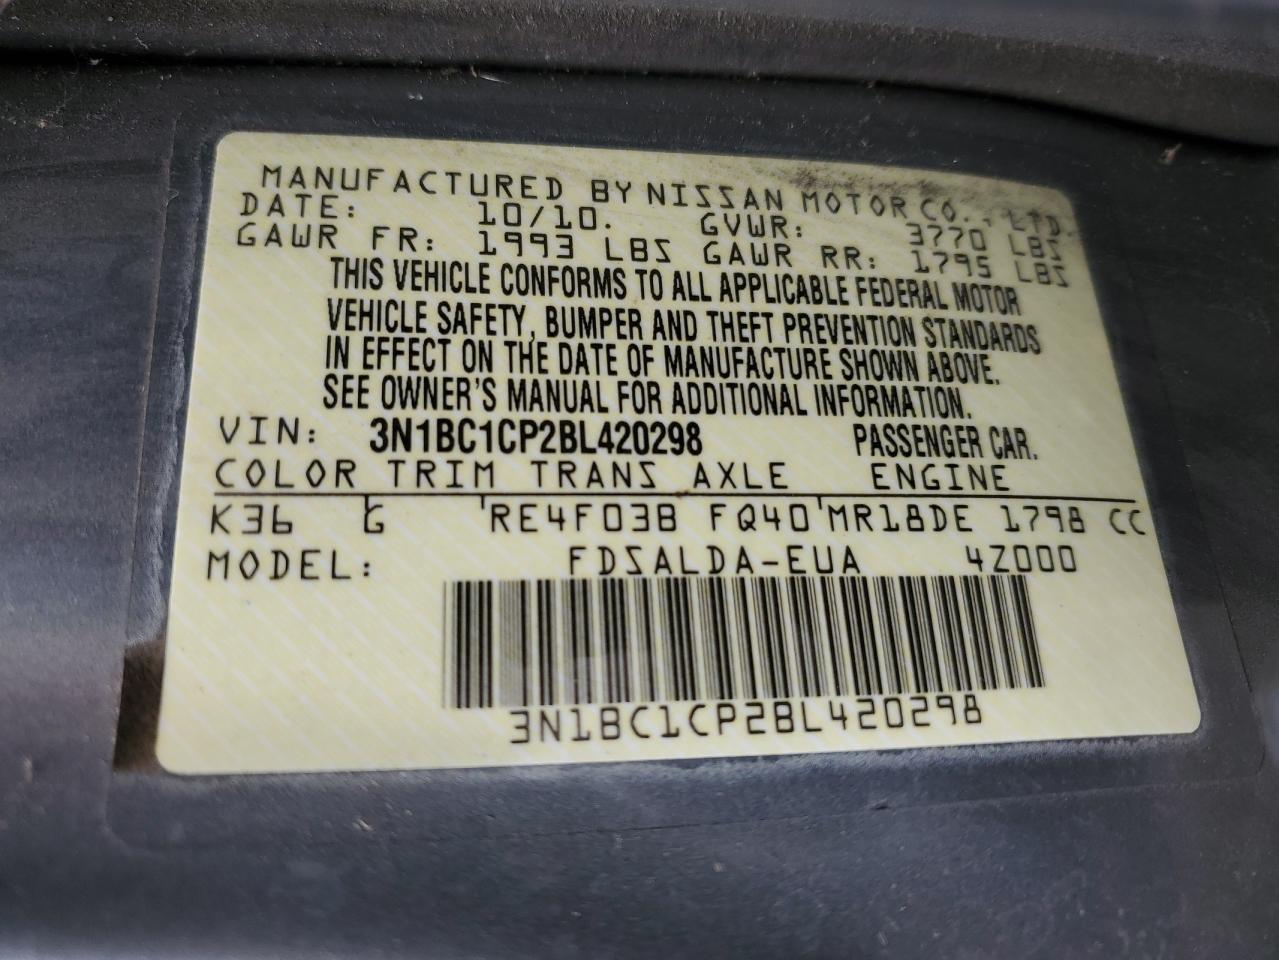 MANUFACTURED BY NISSAN MOTOR CO., LTD.
DATE: 10/10. GVWR: 3770 LBS
GAWR FR: 1993 LBS GAWR RR: 1795 LBS
THIS VEHICLE CONFORMS TO ALL APPLICABLE FEDERAL MOTOR
VEHICLE SAFETY, BUMPER AND THEFT PREVENTION STANDARDS
IN EFFECT ON THE DATE OF MANUFACTURE SHOWN ABOVE.
SEE OWNER'S MANUAL FOR ADDITIONAL INFORMATION.
VIN: 3N1BC1CP2BL420298 PASSENGER CAR.
COLOR TRIM TRANS AXLE ENGINE
K36 G RE4F03B FQ40 MR18DE 1798 CC
MODEL: FDSALDA-EUA 4Z000
3N1BC1CP2BL420298